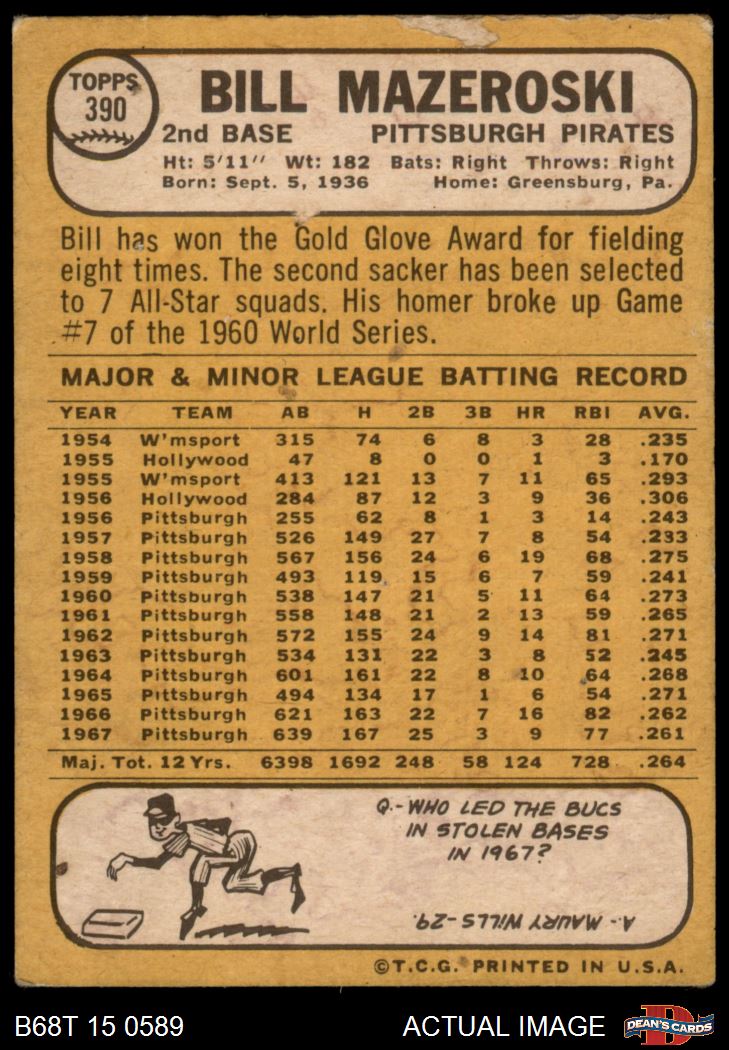 TOPPS
390
BILL MAZEROSKI
2nd BASE PITTSBURGH PIRATES
Ht: 5'11" Wt: 182 Bats: Right Throws: Right
Born: Sept. 5, 1936 Home: Greensburg, Pa.
Bill has won the Gold Glove Award for fielding
eight times. The second sacker has been selected
to 7 All-Star squads. His homer broke up Game
#7 of the 1960 World Series.
MAJOR & MINOR LEAGUE BATTING RECORD
YEAR TEAM AB H 2B 3B HR RBI AVG.
1954 W'msport 315 74 6 8 3 28 .235
1955 Hollywood 47 8 0 0 1 3 .170
1955 W'msport 413 121 13 7 11 65 .293
1956 Hollywood 284 87 12 3 9 36 .306
1956 Pittsburgh 255 62 8 1 3 14 .243
1957 Pittsburgh 526 149 27 7 8 54 .283
1958 Pittsburgh 567 156 24 6 19 68 .275
1959 Pittsburgh 493 119 15 6 7 59 .241
1960 Pittsburgh 538 147 21 5 11 64 .273
1961 Pittsburgh 558 148 21 2 13 59 .265
1962 Pittsburgh 572 155 24 9 14 81 .271
1963 Pittsburgh 534 131 22 3 8 52 .245
1964 Pittsburgh 601 161 22 8 10 64 .268
1965 Pittsburgh 494 134 17 1 6 54 .271
1966 Pittsburgh 621 163 22 7 16 82 .262
1967 Pittsburgh 639 167 25 3 9 77 .261
Maj. Tot. 12 Yrs. 6398 1692 248 58 124 728 .264
Q.- WHO LED THE BUCS
IN STOLEN BASES
IN 1967?
A- MAURY WILLS-29.
©T.C.G. PRINTED IN U.S.A.
B68T 15 0589 ACTUAL IMAGE
D
DEAN'S CARDS